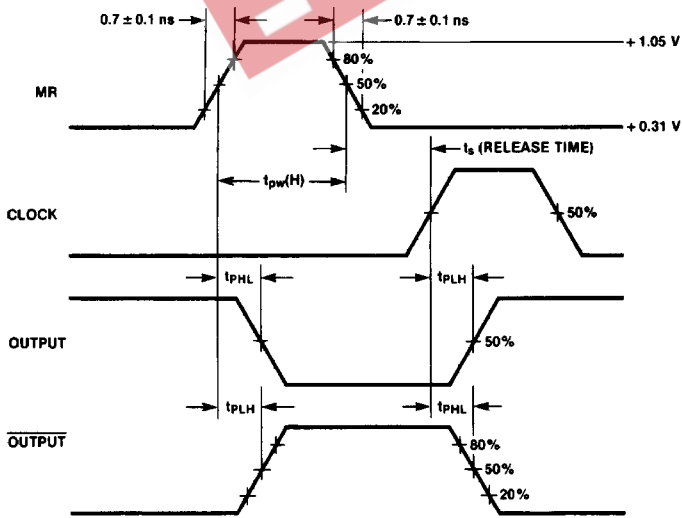 0.7 ± 0.1 ns
0.7 ± 0.1 ns
+ 1.05 V
80%
MR
50%
20%
+ 0.31 V
ts (RELEASE TIME)
tpw(H)
CLOCK
50%
tPHL
tPLH
OUTPUT
50%
tPLH
tPHL
OUTPUT
80%
50%
20%